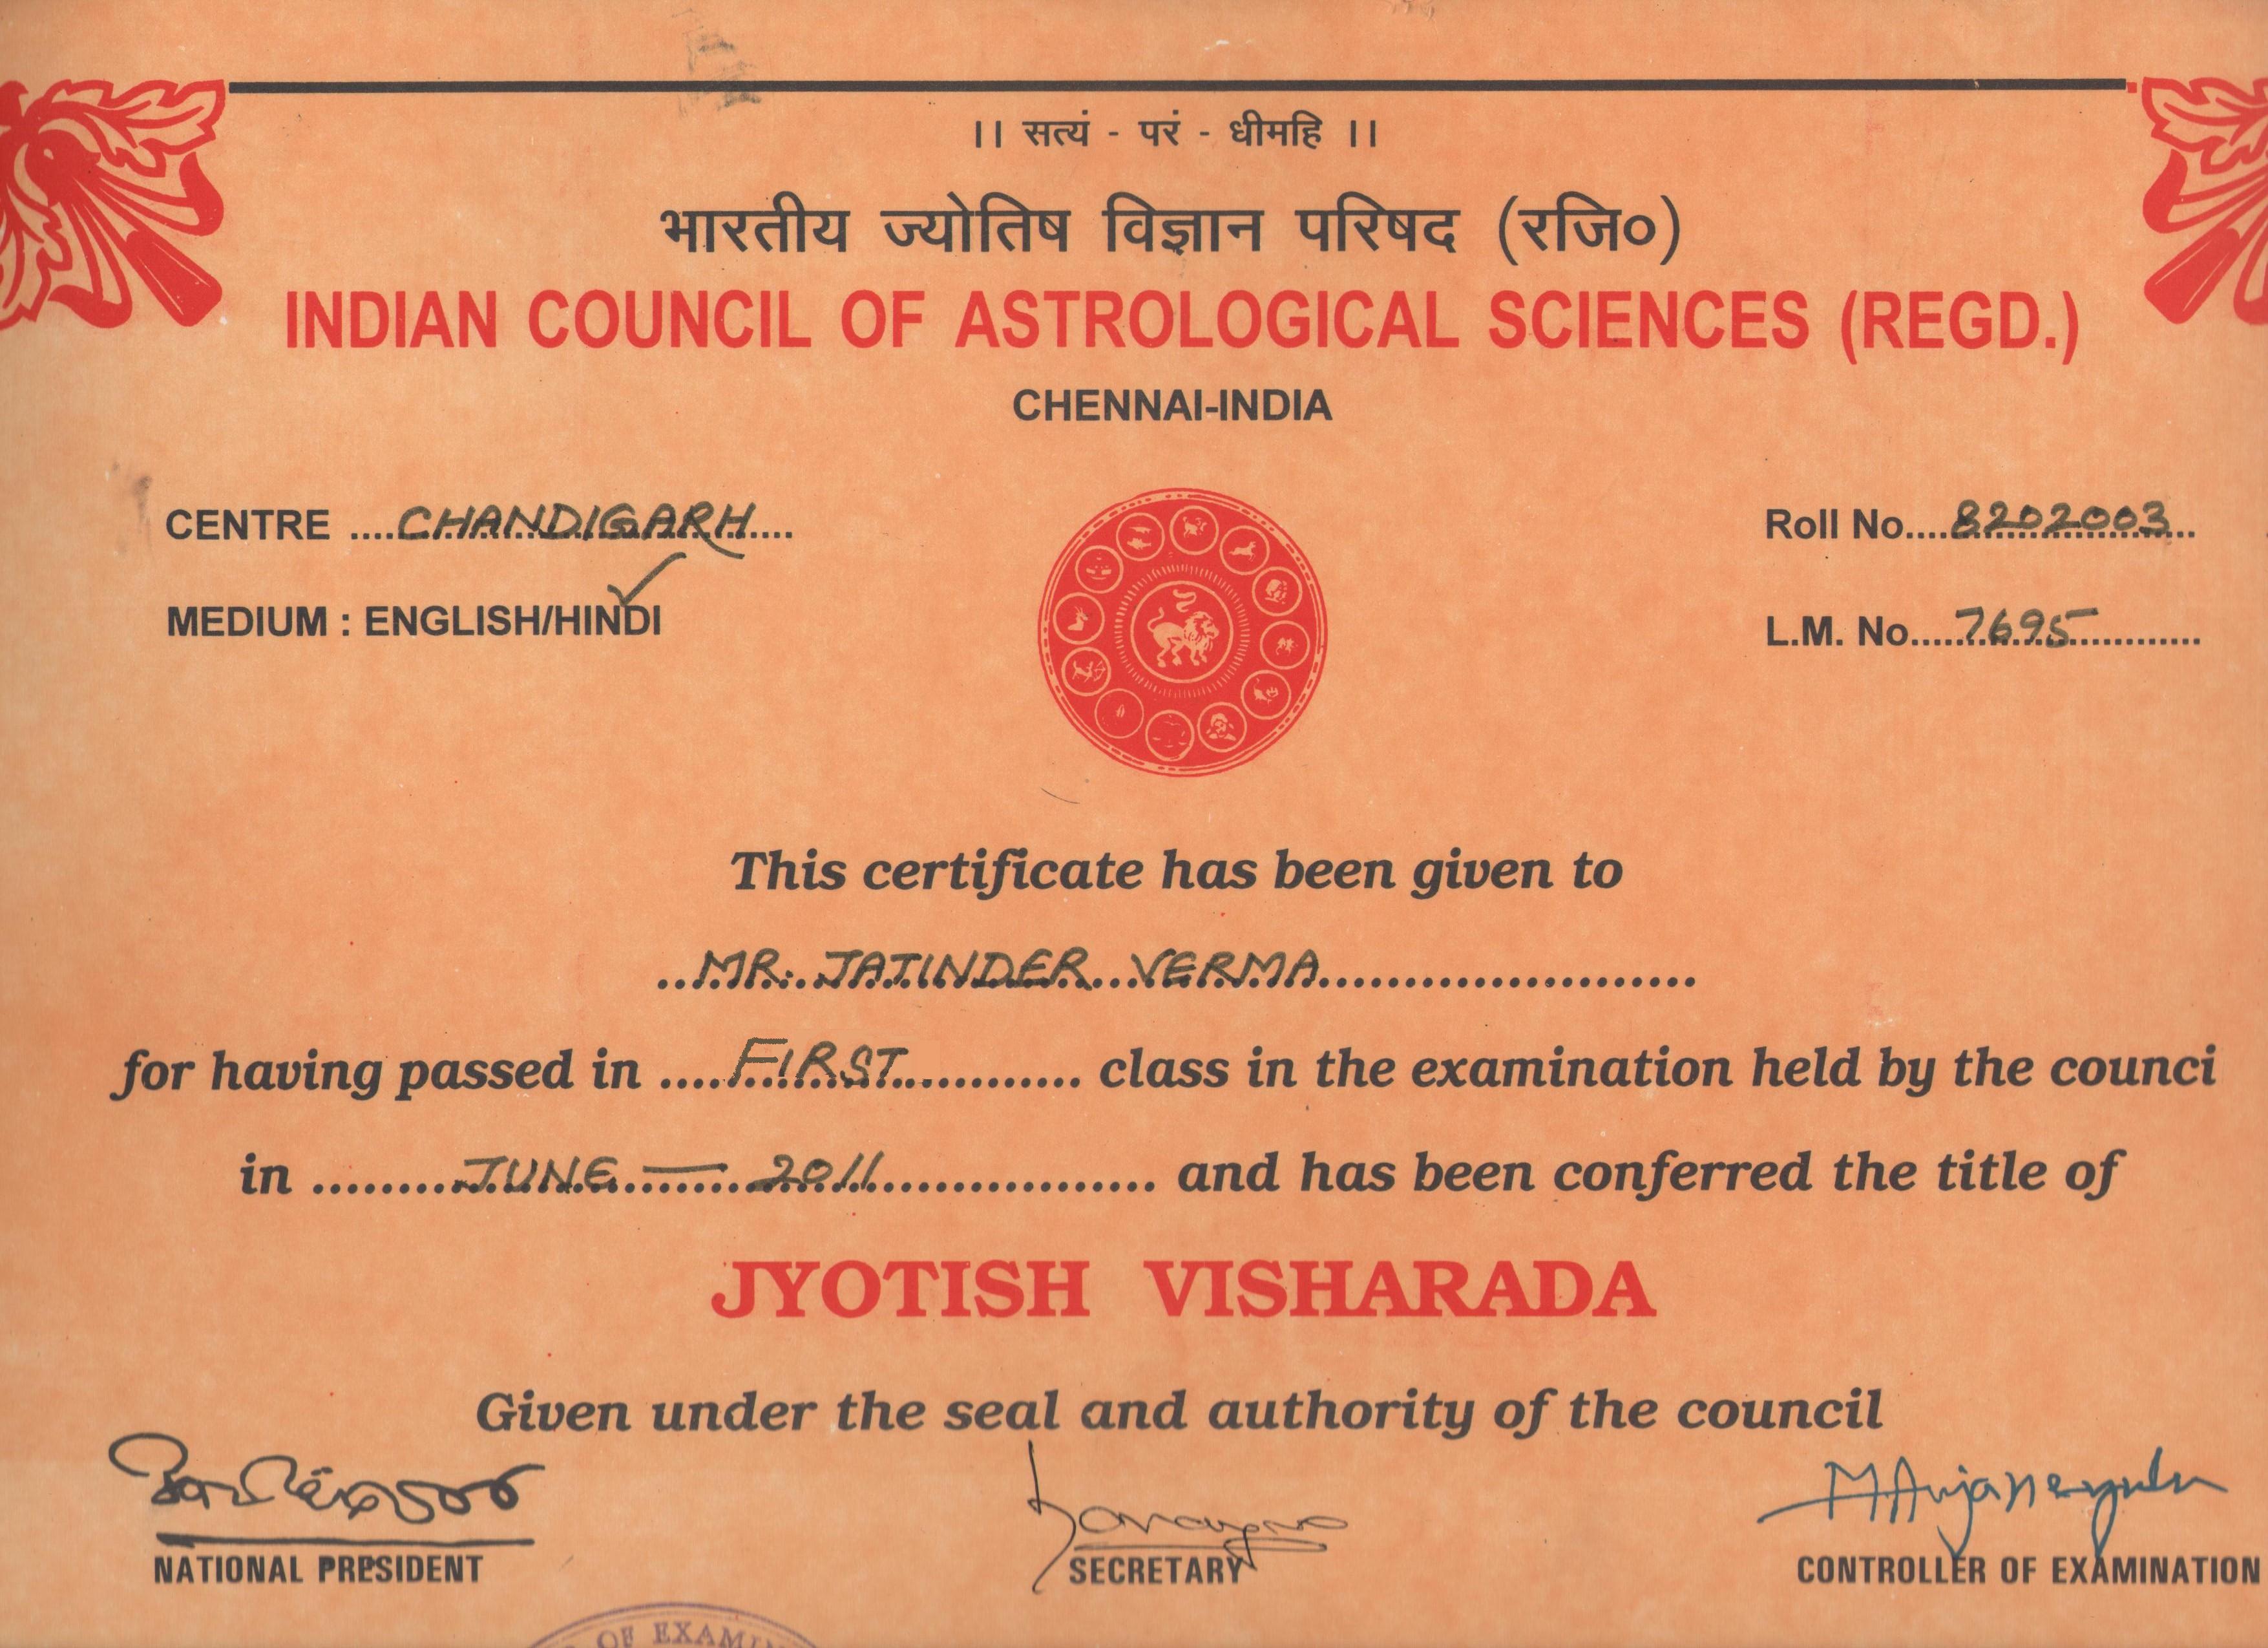 ।। सत्यं - परं - धीमहि ।।
भारतीय ज्योतिष विज्ञान परिषद (रजि०)
INDIAN COUNCIL OF ASTROLOGICAL SCIENCES (REGD.)
CHENNAI-INDIA
CENTRE ....CHANDIGARH.... Roll No....8202003...
MEDIUM : ENGLISH/HINDI L.M. No.....7695...........
This certificate has been given to
..MR. JATINDER VERMA......................
for having passed in ....FIRST............ class in the examination held by the counci
in .........JUNE — 2011................ and has been conferred the title of
JYOTISH VISHARADA
Given under the seal and authority of the council
M Anjaneyulu
NATIONAL PRESIDENT SECRETARY CONTROLLER OF EXAMINATION
OF EXAMIN